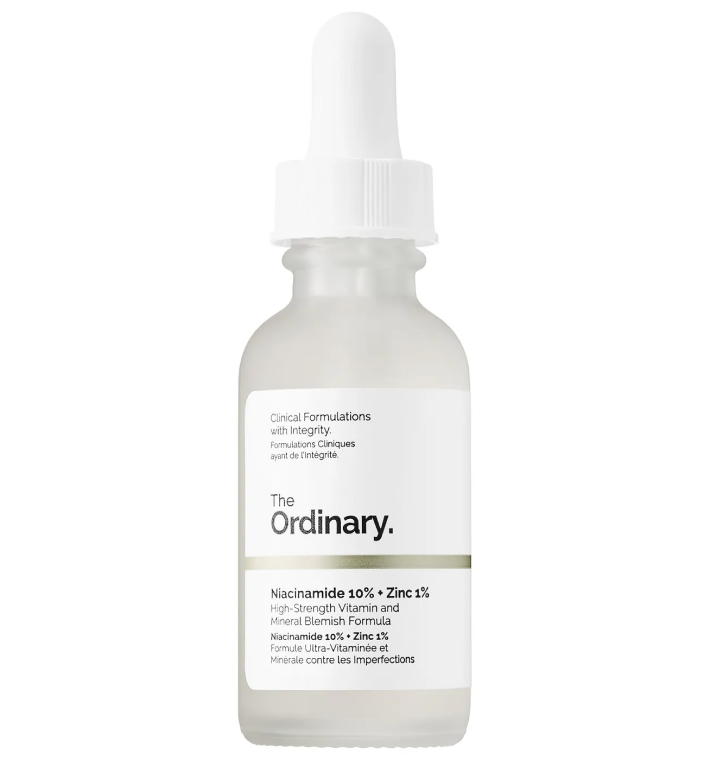 Clinical Formulations
with Integrity.
Formulations Cliniques
ayant de l'Intégrité.
The
Ordinary.
Niacinamide 10% + Zinc 1%
High-Strength Vitamin and
Mineral Blemish Formula
Niacinamide 10% + Zinc 1%
Formule Ultra-Vitaminée et
Minérale contre les Imperfections